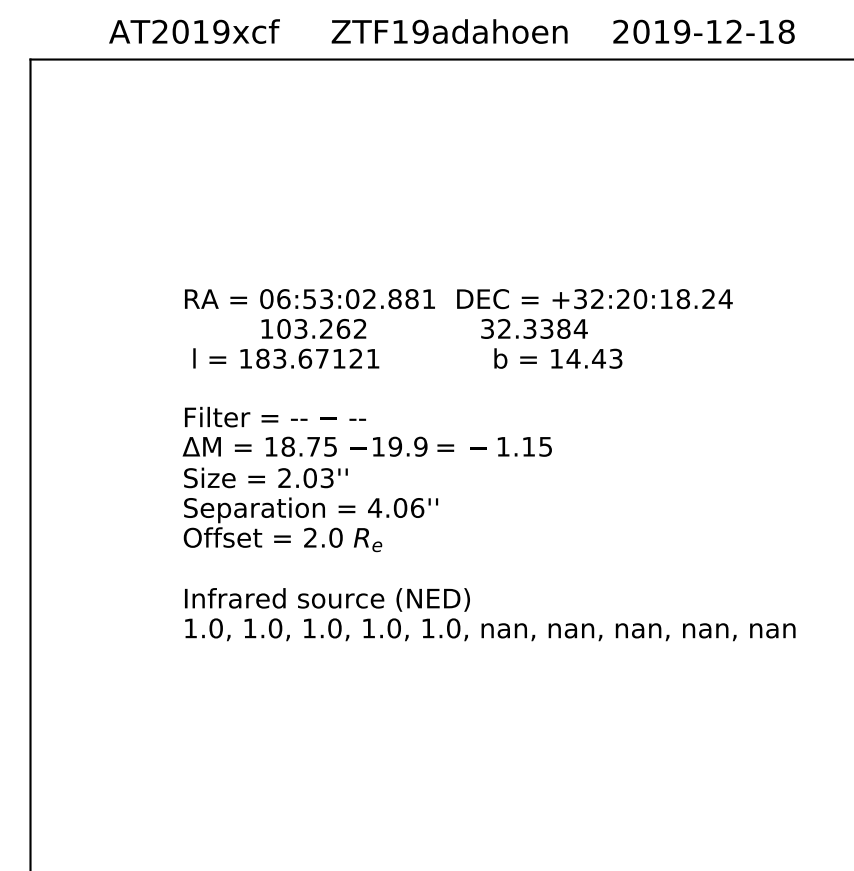 AT2019xcf ZTF19adahoen 2019-12-18
RA = 06:53:02.881 DEC = +32:20:18.24
103.262 32.3384
l = 183.67121 b = 14.43
Filter = -- − --
ΔM = 18.75 −19.9 = − 1.15
Size = 2.03''
Separation = 4.06''
Offset = 2.0 Re
Infrared source (NED)
1.0, 1.0, 1.0, 1.0, 1.0, nan, nan, nan, nan, nan